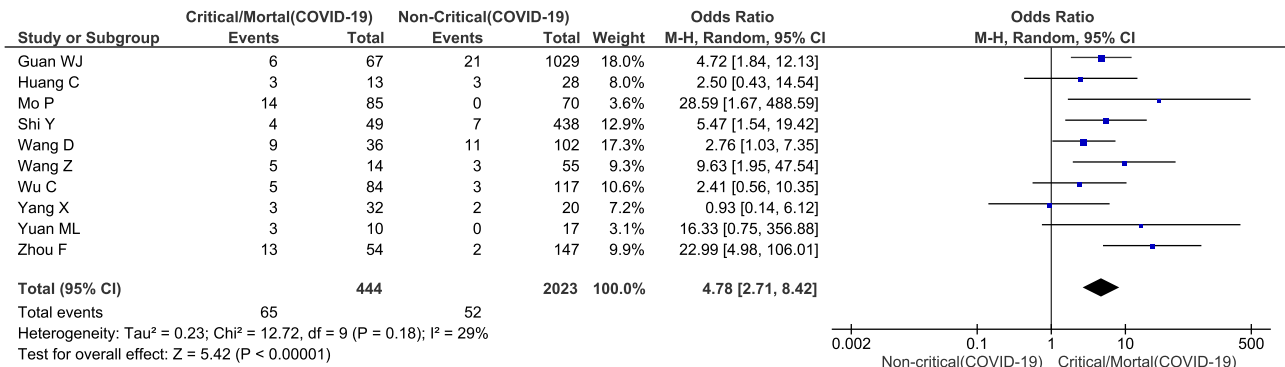 Critical/Mortal(COVID-19) Non-Critical(COVID-19) Odds Ratio Odds Ratio
Study or Subgroup Events Total Events Total Weight M-H, Random, 95% CI M-H, Random, 95% CI
Guan WJ 6 67 21 1029 18.0% 4.72 [1.84, 12.13]
Huang C 3 13 3 28 8.0% 2.50 [0.43, 14.54]
Mo P 14 85 0 70 3.6% 28.59 [1.67, 488.59]
Shi Y 4 49 7 438 12.9% 5.47 [1.54, 19.42]
Wang D 9 36 11 102 17.3% 2.76 [1.03, 7.35]
Wang Z 5 14 3 55 9.3% 9.63 [1.95, 47.54]
Wu C 5 84 3 117 10.6% 2.41 [0.56, 10.35]
Yang X 3 32 2 20 7.2% 0.93 [0.14, 6.12]
Yuan ML 3 10 0 17 3.1% 16.33 [0.75, 356.88]
Zhou F 13 54 2 147 9.9% 22.99 [4.98, 106.01]
Total (95% CI) 444 2023 100.0% 4.78 [2.71, 8.42]
Total events 65 52
Heterogeneity: Tau² = 0.23; Chi² = 12.72, df = 9 (P = 0.18); I² = 29%
Test for overall effect: Z = 5.42 (P < 0.00001)
0.002 0.1 1 10 500
Non-critical(COVID-19) Critical/Mortal(COVID-19)